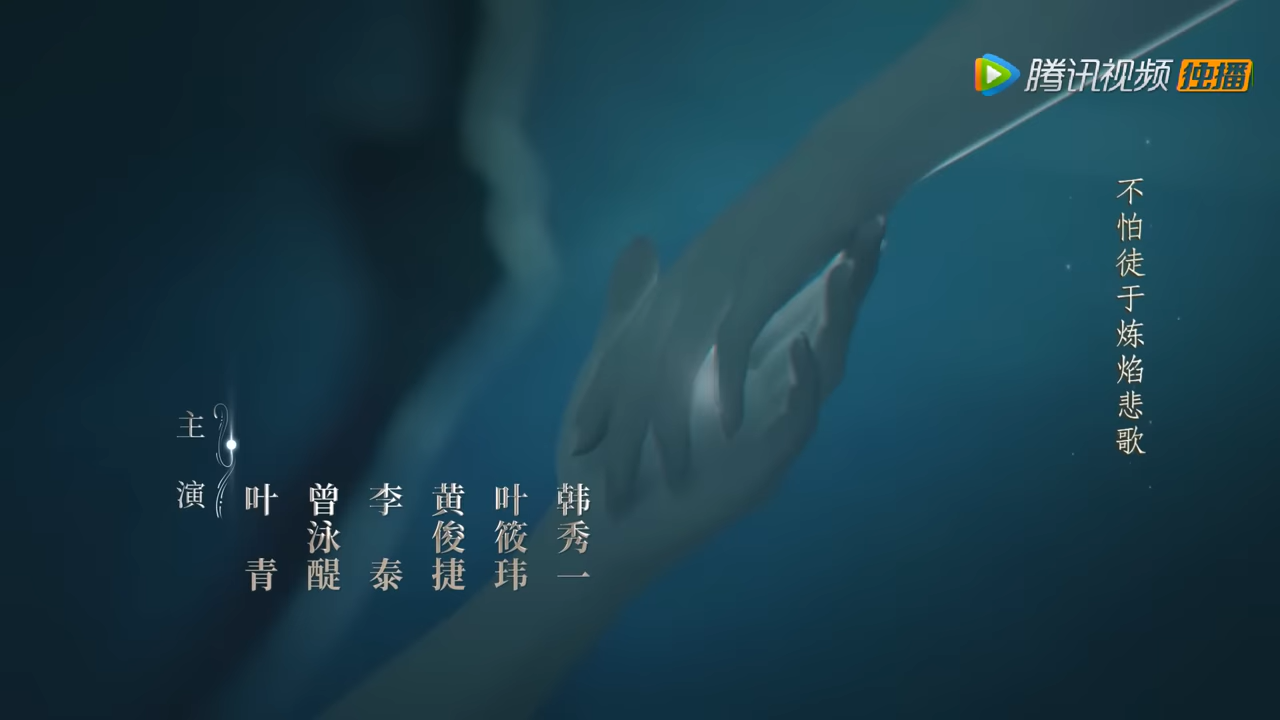 腾讯视频 独播
不怕徒于炼焰悲歌
主演
叶青
曾泳醍
李泰
黄俊捷
叶筱玮
韩秀一